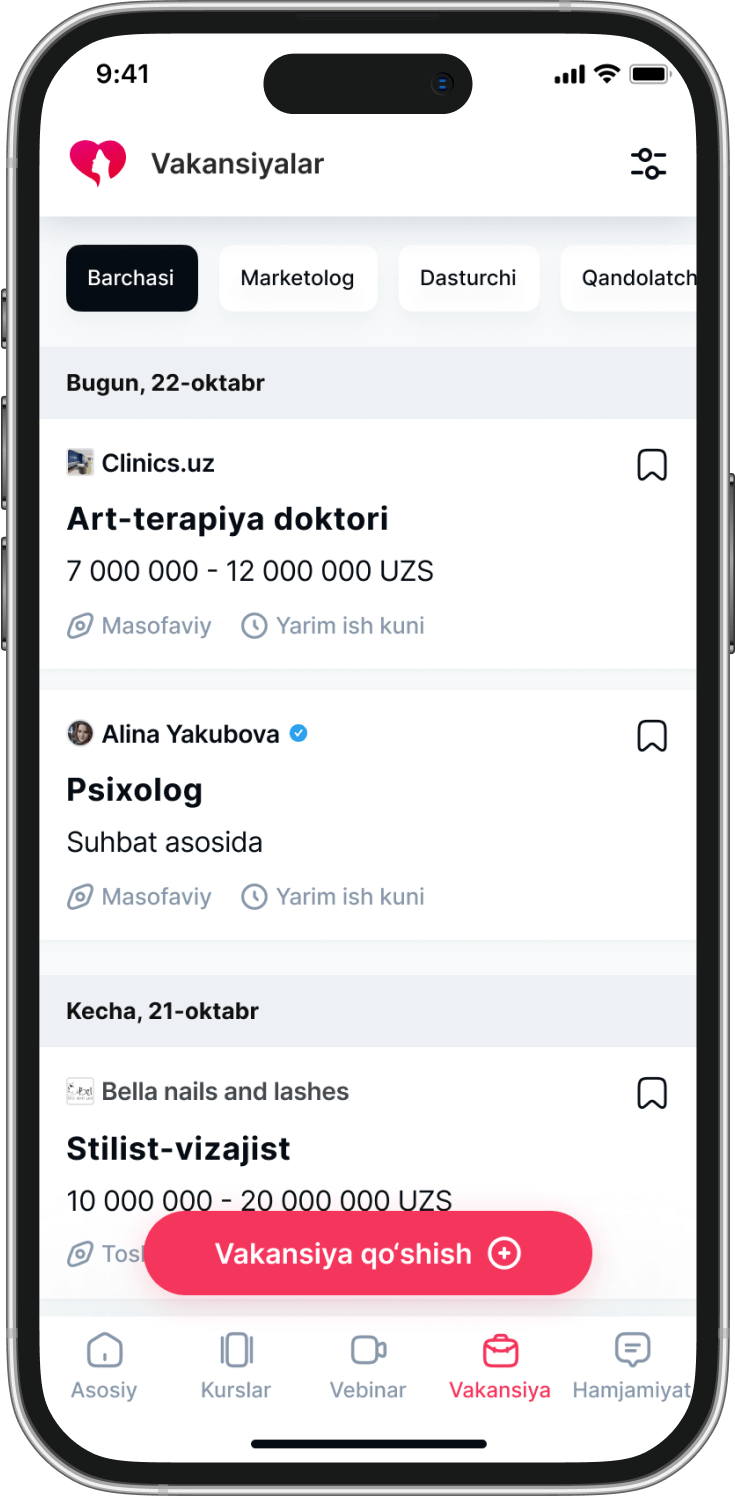 9:41
Vakansiyalar
Barchasi Marketolog Dasturchi Qandolatch
Bugun, 22-oktabr
Clinics.uz
Art-terapiya doktori
7 000 000 - 12 000 000 UZS
Masofaviy Yarim ish kuni
Alina Yakubova
Psixolog
Suhbat asosida
Masofaviy Yarim ish kuni
Kecha, 21-oktabr
Bella nails and lashes
Stilist-vizajist
10 000 000 - 20 000 000 UZS
Vakansiya qo‘shish
Asosiy Kurslar Vebinar Vakansiya Hamjamiyat